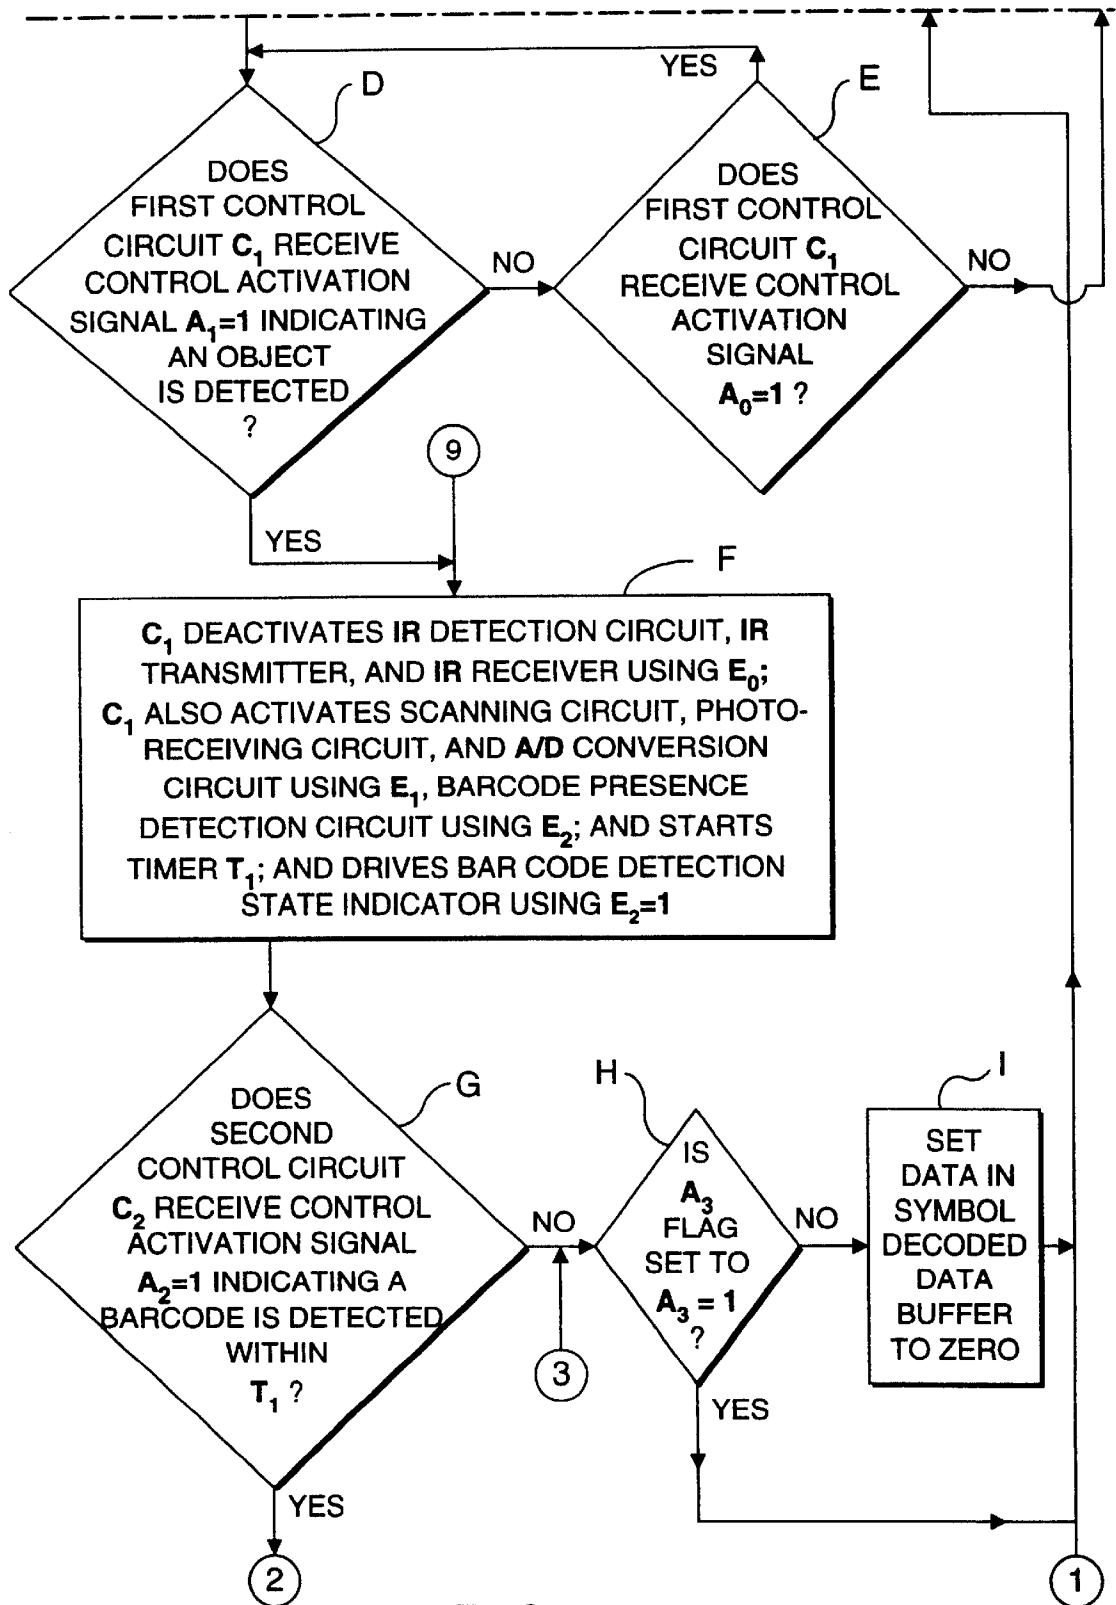 YES
D
E
DOES
FIRST CONTROL
CIRCUIT C1 RECEIVE
CONTROL ACTIVATION
SIGNAL A1=1 INDICATING
AN OBJECT
IS DETECTED
?
NO
DOES
FIRST CONTROL
CIRCUIT C1
RECEIVE CONTROL
ACTIVATION
SIGNAL
A0=1 ?
NO
9
YES
F
C1 DEACTIVATES IR DETECTION CIRCUIT, IR
TRANSMITTER, AND IR RECEIVER USING E0;
C1 ALSO ACTIVATES SCANNING CIRCUIT, PHOTO-
RECEIVING CIRCUIT, AND A/D CONVERSION
CIRCUIT USING E1, BARCODE PRESENCE
DETECTION CIRCUIT USING E2; AND STARTS
TIMER T1; AND DRIVES BAR CODE DETECTION
STATE INDICATOR USING E2=1
G
DOES
SECOND
CONTROL CIRCUIT
C2 RECEIVE CONTROL
ACTIVATION SIGNAL
A2=1 INDICATING A
BARCODE IS DETECTED
WITHIN
T1 ?
NO
3
H
IS
A3
FLAG
SET TO
A3 = 1
?
NO
I
SET
DATA IN
SYMBOL
DECODED
DATA
BUFFER
TO ZERO
YES
YES
2
1